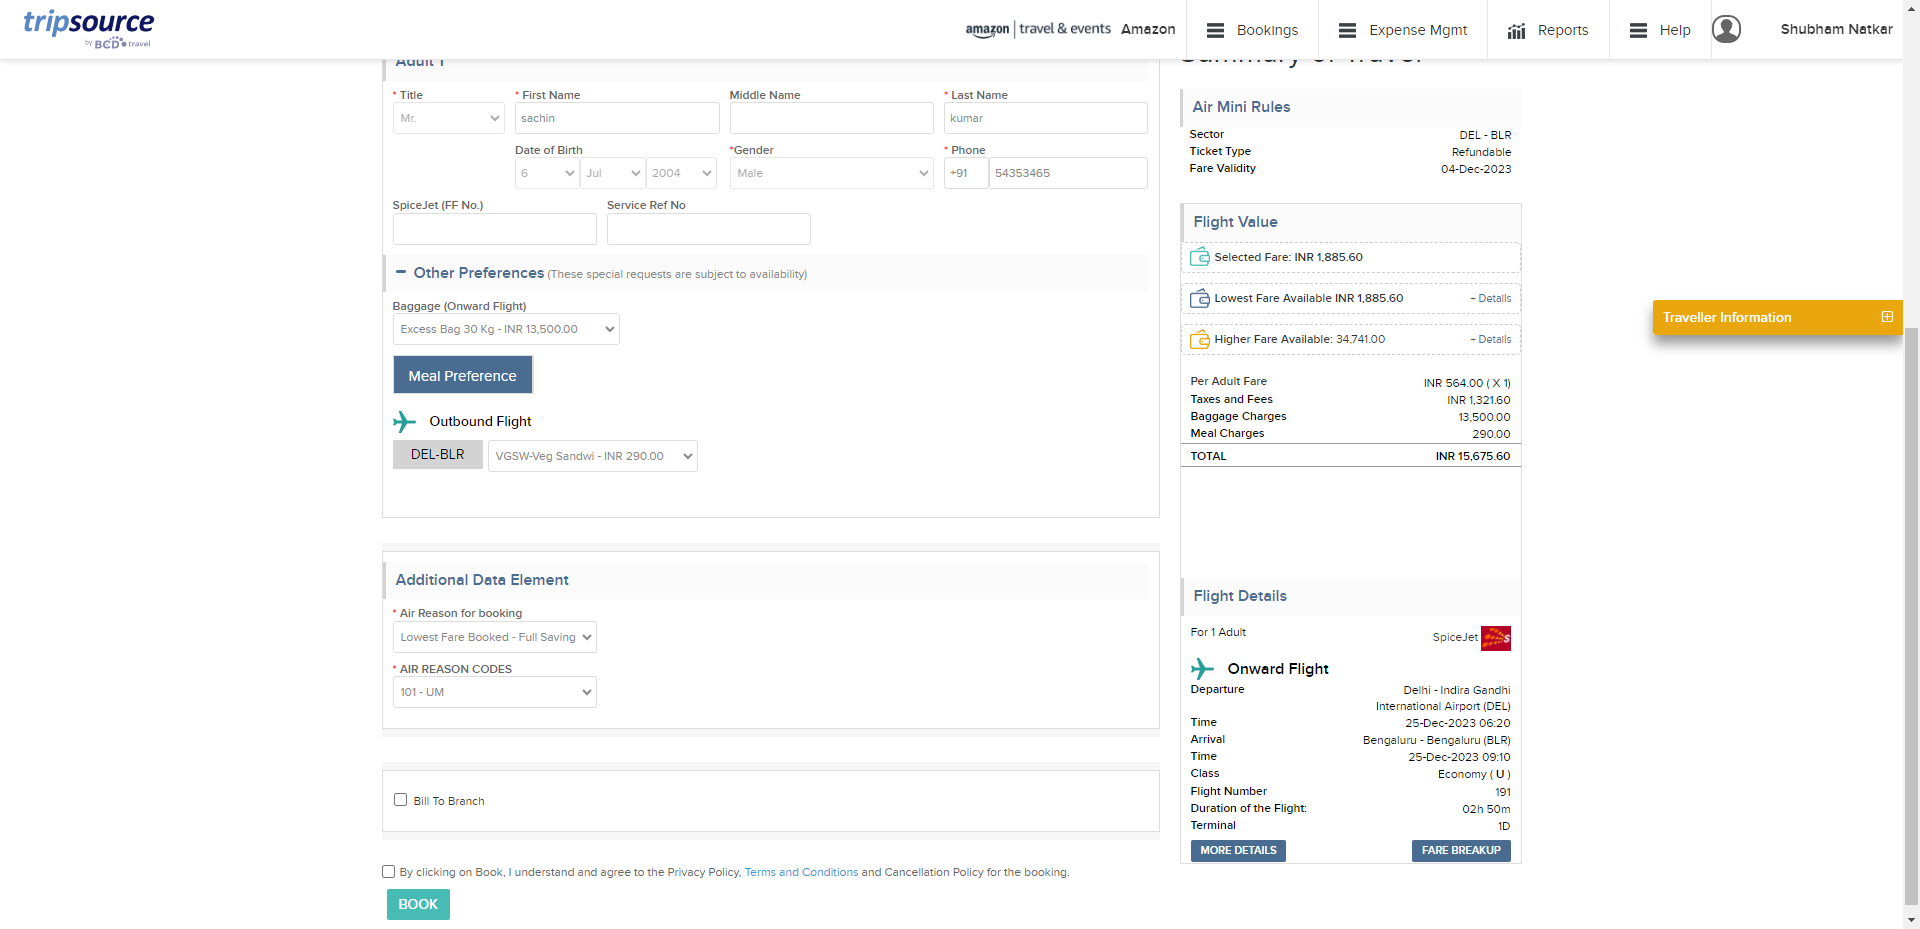 tripsource
by BCD travel
amazon | travel & events Amazon
Bookings
Expense Mgmt
Reports
Help
Shubham Natkar
Adult 1
* Title
* First Name
Middle Name
* Last Name
Mr.
sachin
kumar
Date of Birth
*Gender
* Phone
6
Jul
2004
Male
+91
54353465
SpiceJet (FF No.)
Service Ref No
Other Preferences (These special requests are subject to availability)
Baggage (Onward Flight)
Excess Bag 30 Kg - INR 13,500.00
Meal Preference
Outbound Flight
DEL-BLR
VGSW-Veg Sandwi - INR 290.00
Additional Data Element
* Air Reason for booking
Lowest Fare Booked - Full Saving
* AIR REASON CODES
101 - UM
Bill To Branch
By clicking on Book, I understand and agree to the Privacy Policy, Terms and Conditions and Cancellation Policy for the booking.
BOOK
Summary of Travel
Air Mini Rules
Sector DEL - BLR
Ticket Type Refundable
Fare Validity 04-Dec-2023
Flight Value
Selected Fare: INR 1,885.60
Lowest Fare Available INR 1,885.60 + Details
Higher Fare Available: 34,741.00 + Details
Per Adult Fare INR 564.00 ( X 1)
Taxes and Fees INR 1,321.60
Baggage Charges 13,500.00
Meal Charges 290.00
TOTAL INR 15,675.60
Flight Details
For 1 Adult SpiceJet
Onward Flight
Departure Delhi - Indira Gandhi
International Airport (DEL)
Time 25-Dec-2023 06:20
Arrival Bengaluru - Bengaluru (BLR)
Time 25-Dec-2023 09:10
Class Economy ( U )
Flight Number 191
Duration of the Flight: 02h 50m
Terminal 1D
MORE DETAILS
FARE BREAKUP
Traveller Information